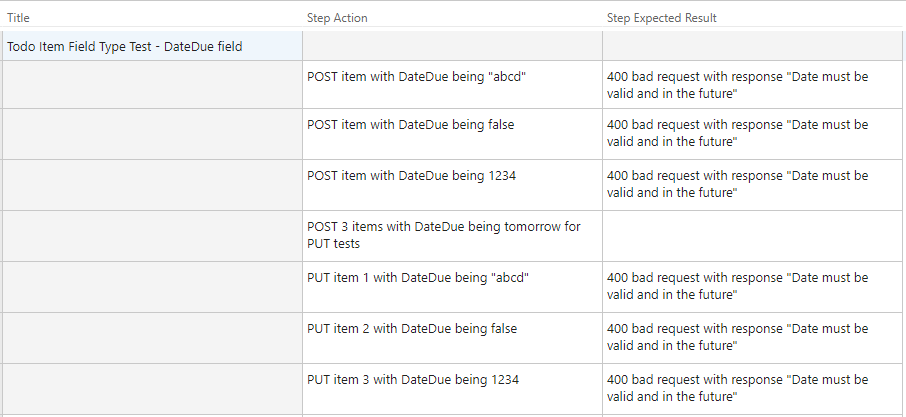 Title Step Action Step Expected Result
Todo Item Field Type Test - DateDue field
POST item with DateDue being "abcd" 400 bad request with response "Date must be
valid and in the future"
POST item with DateDue being false 400 bad request with response "Date must be
valid and in the future"
POST item with DateDue being 1234 400 bad request with response "Date must be
valid and in the future"
POST 3 items with DateDue being tomorrow for
PUT tests
PUT item 1 with DateDue being "abcd" 400 bad request with response "Date must be
valid and in the future"
PUT item 2 with DateDue being false 400 bad request with response "Date must be
valid and in the future"
PUT item 3 with DateDue being 1234 400 bad request with response "Date must be
valid and in the future"